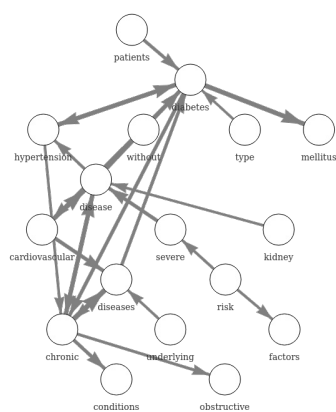 patients
diabetes
hypertension
without
type
mellitus
disease
cardiovascular
severe
kidney
diseases
risk
chronic
underlying
factors
conditions
obstructive